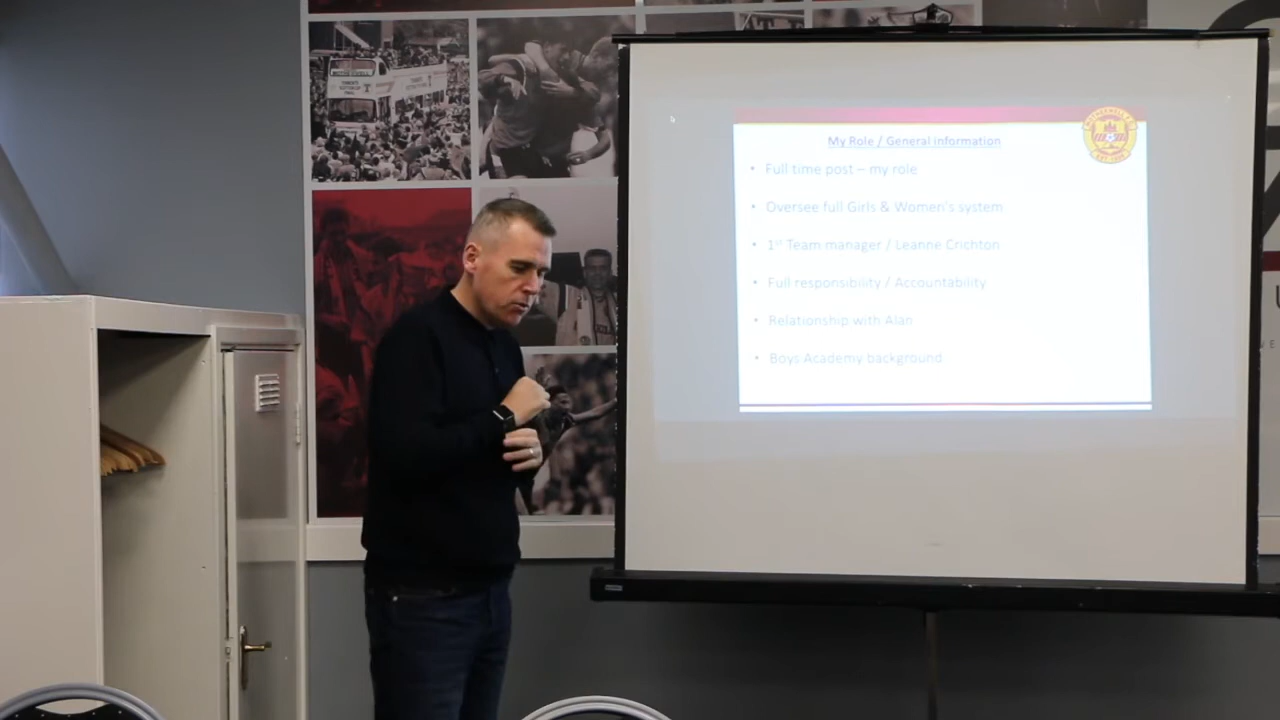 My Role / General information
• Full time post – my role
• Oversee full Girls & Women's system
• 1st Team manager / Leanne Crichton
• Full responsibility / Accountability
• Relationship with Alan
• Boys Academy background